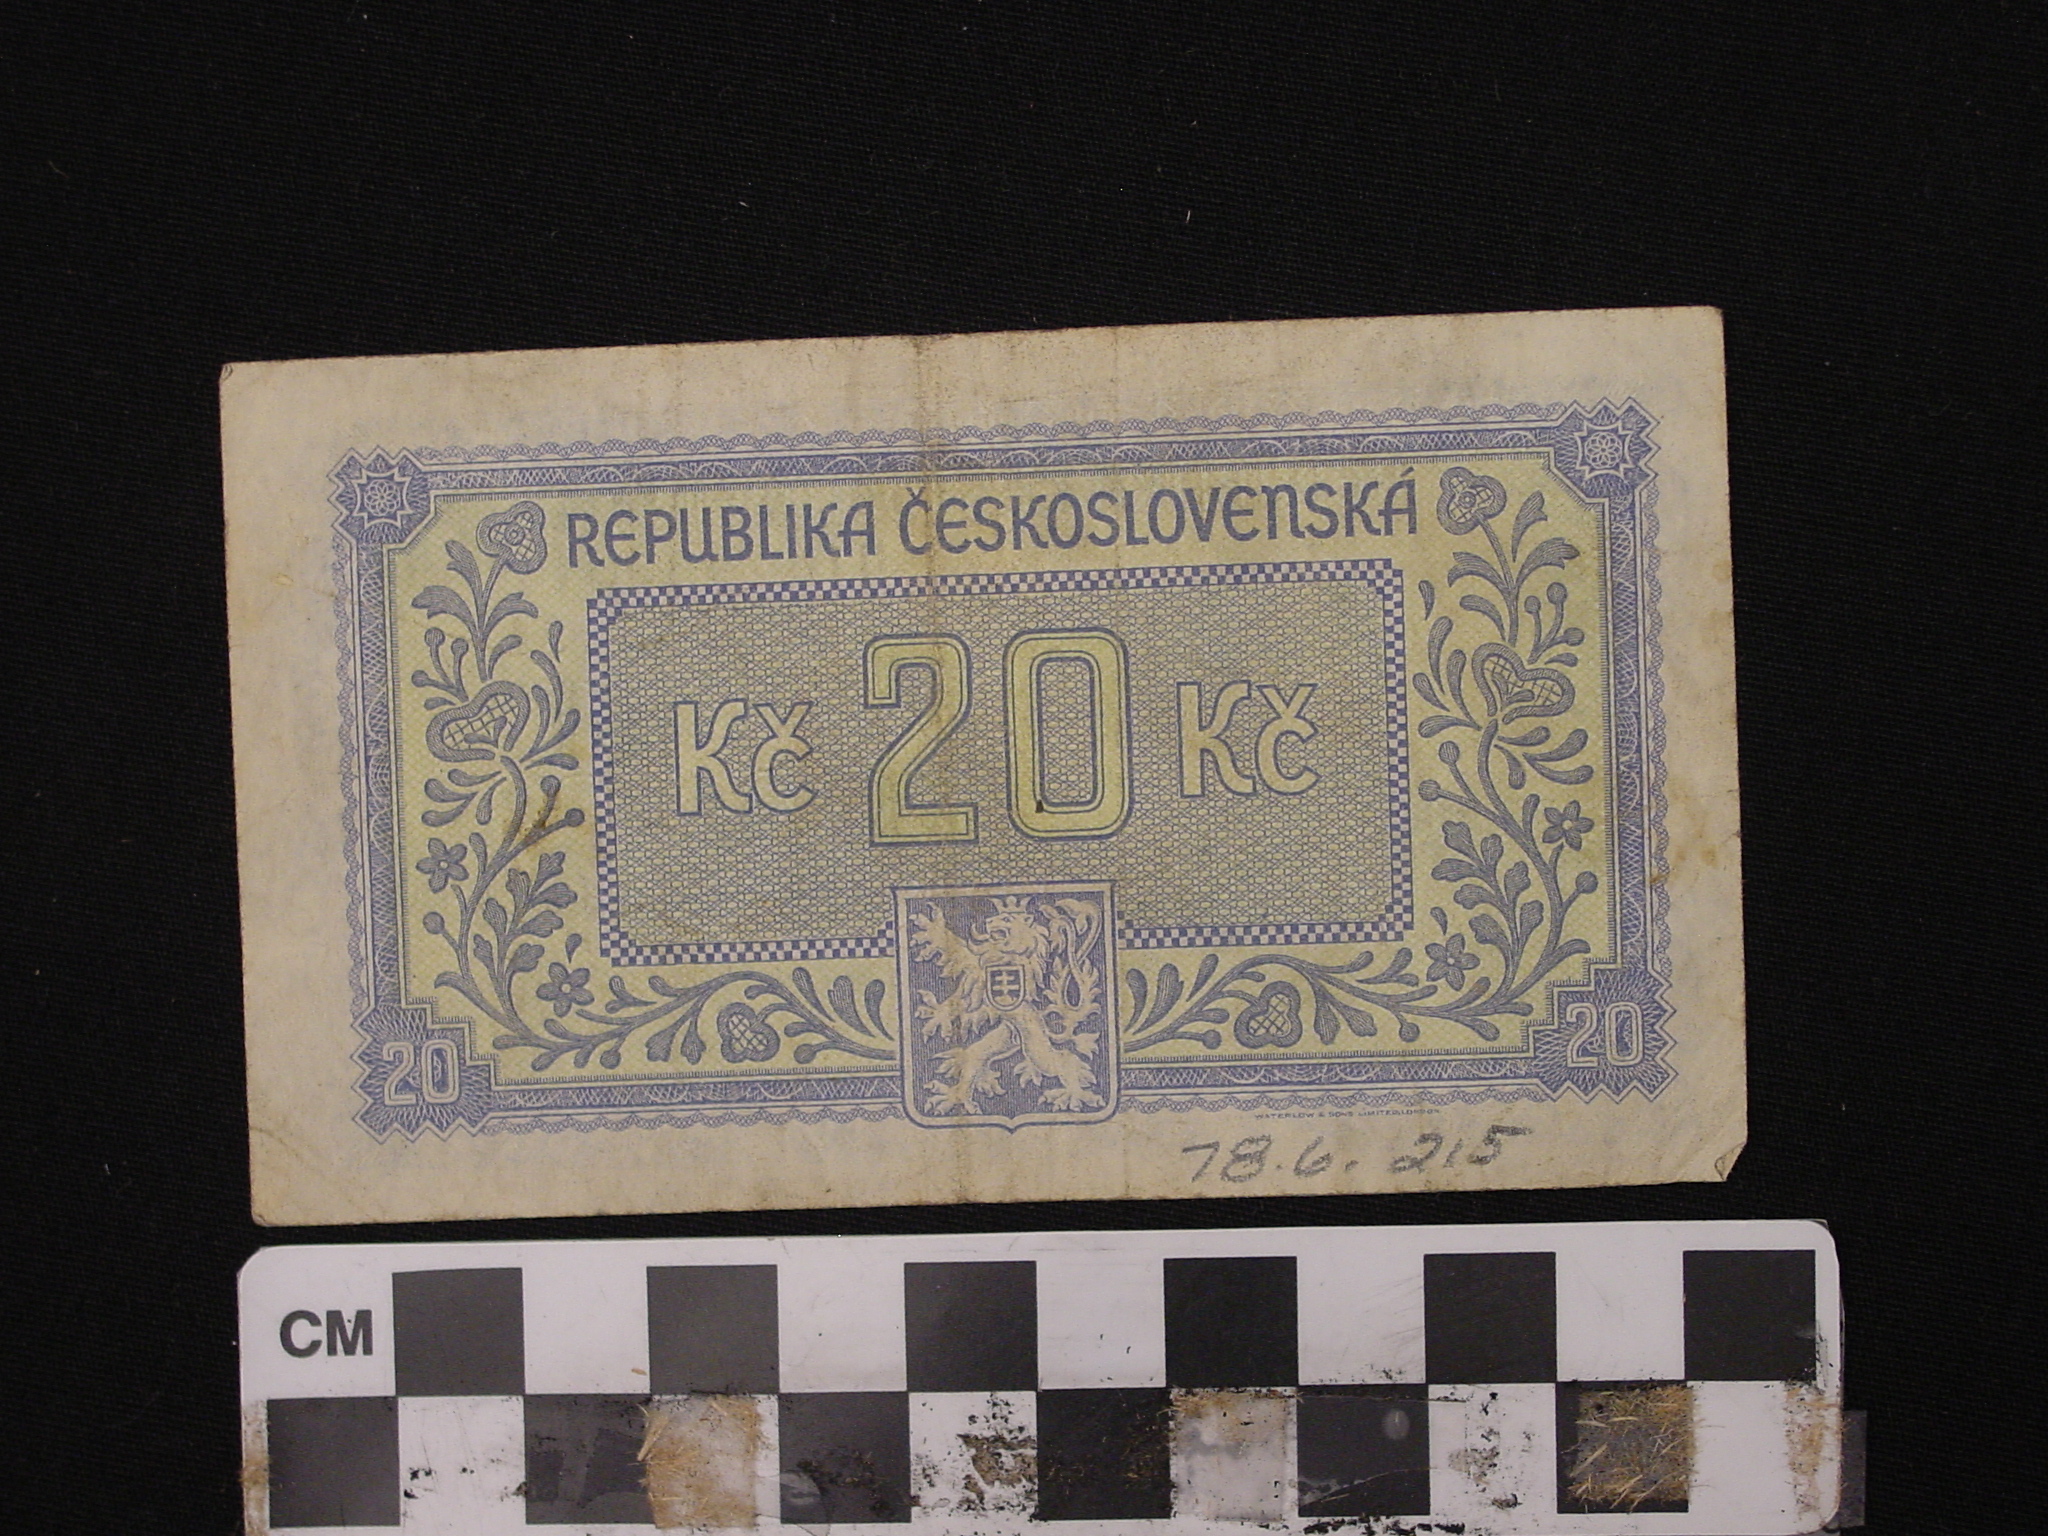 REPUBLIKA ČESKOSLOVENSKÁ
Kč 20 Kč
20 20
WATERLOW & SONS LIMITED, LONDON.
78.6.215
CM